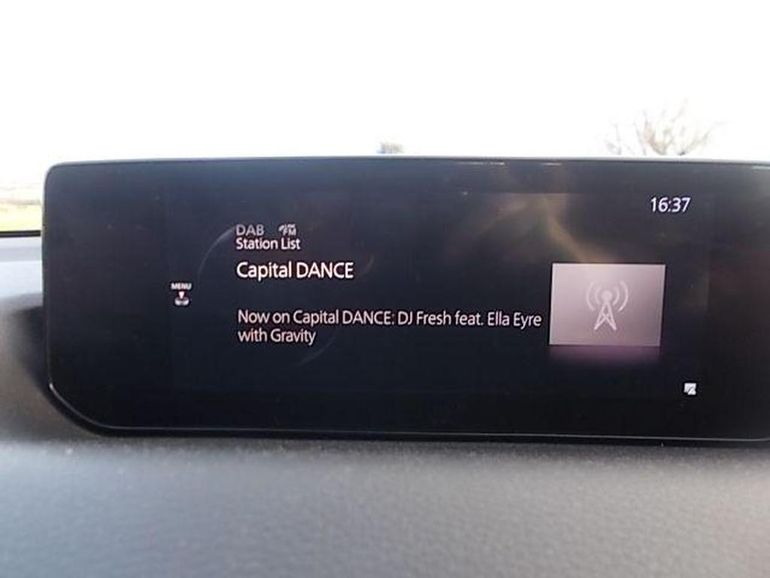 16:37
DAB FM
Station List
Capital DANCE
MENU
Now on Capital DANCE: DJ Fresh feat. Ella Eyre
with Gravity